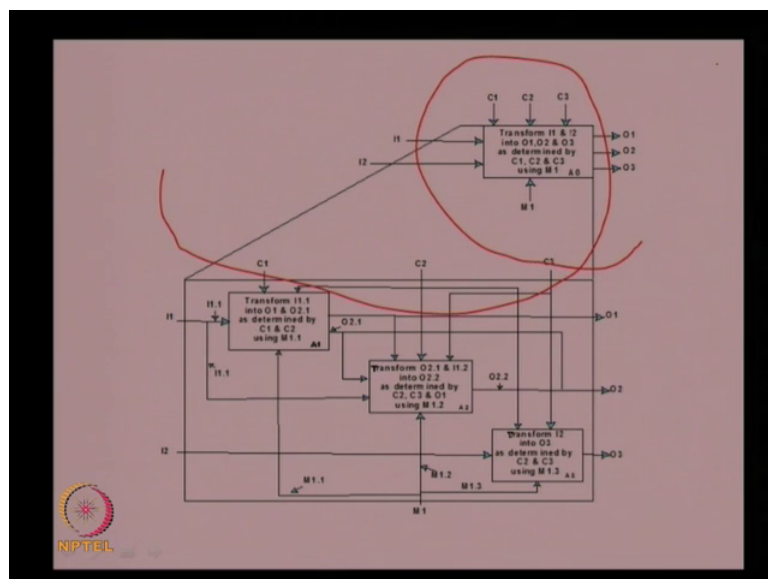 C1 C2 C3
I1
I2
Transform I1 & I2
into O1,O2 & O3
as determined by
C1, C2 & C3
using M1
A0
O1
O2
O3
M1
C1 C2 C3
I1
I1.1
Transform I1.1
into O1 & O2.1
as determined by
C1 & C2
using M1.1
A1
O2.1
O1
I1.1
Transform O2.1 & I1.2
into O2.2
as determined by
C2, C3 & O1
using M1.2
O2.2
O2
I2
Transform I2
into O3
as determined by
C2 & C3
using M1.3
O3
M1.1
M1.2
M1.3
M1
NPTEL